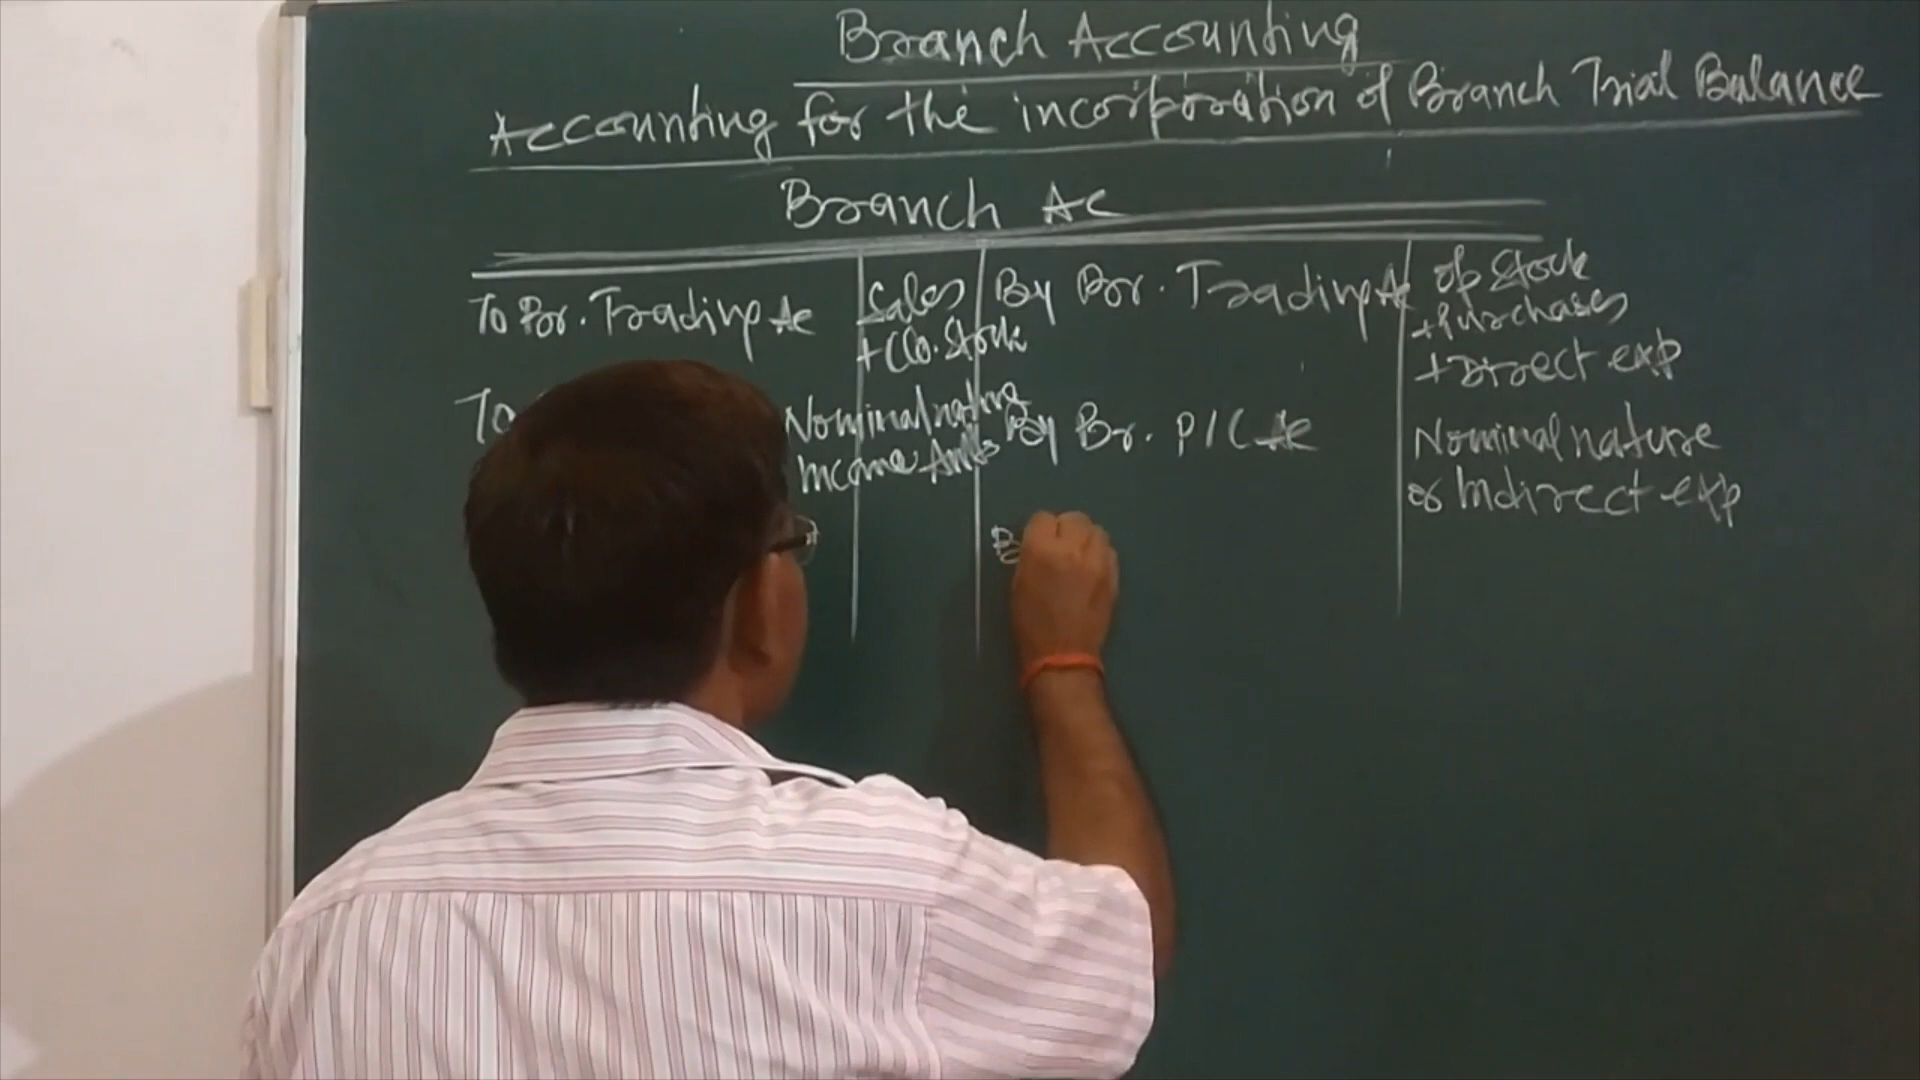 Branch Accounting
Accounting for the incorporation of Branch Trial Balance
Branch Ac
To Br. Trading Ac
Sales
+ Clo. Stock
By Br. Trading Ac
Op Stock
+ Purchases
+ Direct exp
To
Nominal nature
Income Amts
By Br. P/L Ac
Nominal nature
or Indirect exp
B